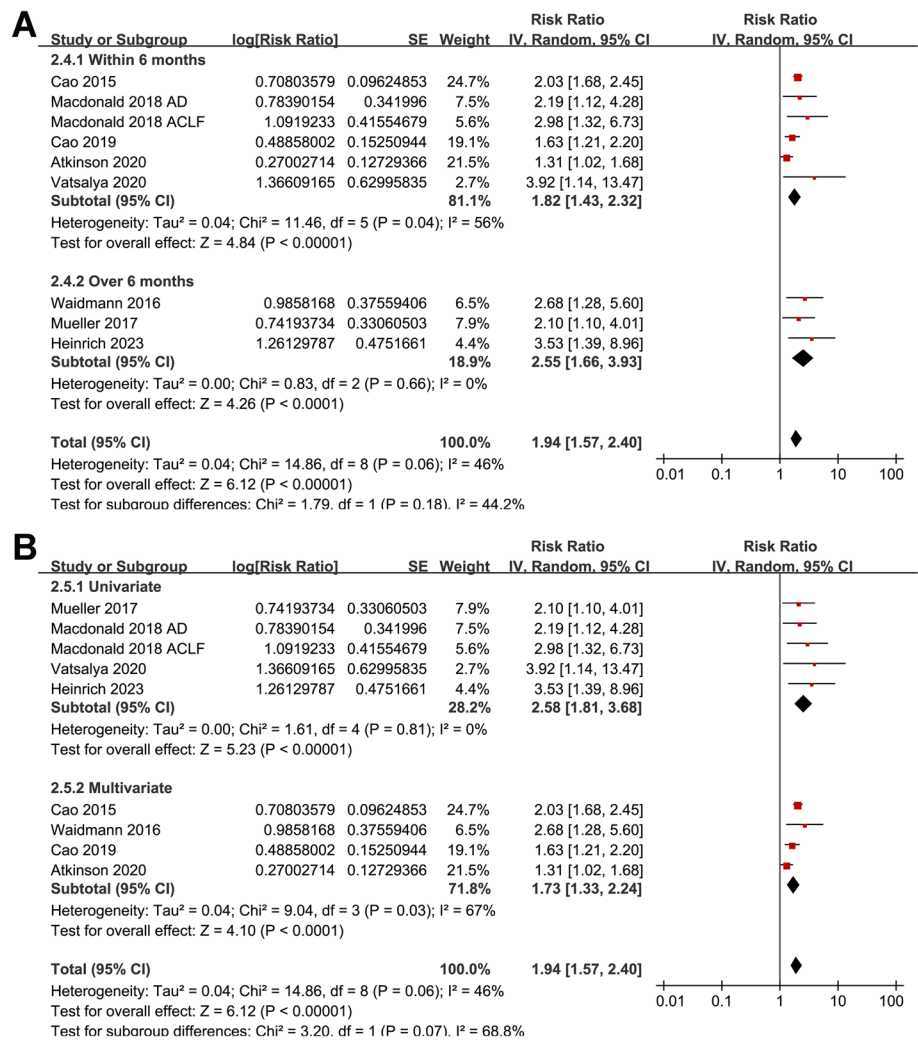 A
Risk Ratio Risk Ratio
Study or Subgroup log[Risk Ratio] SE Weight IV, Random, 95% CI IV, Random, 95% CI
2.4.1 Within 6 months
Cao 2015 0.70803579 0.09624853 24.7% 2.03 [1.68, 2.45]
Macdonald 2018 AD 0.78390154 0.341996 7.5% 2.19 [1.12, 4.28]
Macdonald 2018 ACLF 1.0919233 0.41554679 5.6% 2.98 [1.32, 6.73]
Cao 2019 0.48858002 0.15250944 19.1% 1.63 [1.21, 2.20]
Atkinson 2020 0.27002714 0.12729366 21.5% 1.31 [1.02, 1.68]
Vatsalya 2020 1.36609165 0.62995835 2.7% 3.92 [1.14, 13.47]
Subtotal (95% CI) 81.1% 1.82 [1.43, 2.32]
Heterogeneity: Tau² = 0.04; Chi² = 11.46, df = 5 (P = 0.04); I² = 56%
Test for overall effect: Z = 4.84 (P < 0.00001)
2.4.2 Over 6 months
Waidmann 2016 0.9858168 0.37559406 6.5% 2.68 [1.28, 5.60]
Mueller 2017 0.74193734 0.33060503 7.9% 2.10 [1.10, 4.01]
Heinrich 2023 1.26129787 0.4751661 4.4% 3.53 [1.39, 8.96]
Subtotal (95% CI) 18.9% 2.55 [1.66, 3.93]
Heterogeneity: Tau² = 0.00; Chi² = 0.83, df = 2 (P = 0.66); I² = 0%
Test for overall effect: Z = 4.26 (P < 0.0001)
Total (95% CI) 100.0% 1.94 [1.57, 2.40]
Heterogeneity: Tau² = 0.04; Chi² = 14.86, df = 8 (P = 0.06); I² = 46%
Test for overall effect: Z = 6.12 (P < 0.00001)
Test for subgroup differences: Chi² = 1.79, df = 1 (P = 0.18), I² = 44.2%
0.01 0.1 1 10 100
B
Risk Ratio Risk Ratio
Study or Subgroup log[Risk Ratio] SE Weight IV, Random, 95% CI IV, Random, 95% CI
2.5.1 Univariate
Mueller 2017 0.74193734 0.33060503 7.9% 2.10 [1.10, 4.01]
Macdonald 2018 AD 0.78390154 0.341996 7.5% 2.19 [1.12, 4.28]
Macdonald 2018 ACLF 1.0919233 0.41554679 5.6% 2.98 [1.32, 6.73]
Vatsalya 2020 1.36609165 0.62995835 2.7% 3.92 [1.14, 13.47]
Heinrich 2023 1.26129787 0.4751661 4.4% 3.53 [1.39, 8.96]
Subtotal (95% CI) 28.2% 2.58 [1.81, 3.68]
Heterogeneity: Tau² = 0.00; Chi² = 1.61, df = 4 (P = 0.81); I² = 0%
Test for overall effect: Z = 5.23 (P < 0.00001)
2.5.2 Multivariate
Cao 2015 0.70803579 0.09624853 24.7% 2.03 [1.68, 2.45]
Waidmann 2016 0.9858168 0.37559406 6.5% 2.68 [1.28, 5.60]
Cao 2019 0.48858002 0.15250944 19.1% 1.63 [1.21, 2.20]
Atkinson 2020 0.27002714 0.12729366 21.5% 1.31 [1.02, 1.68]
Subtotal (95% CI) 71.8% 1.73 [1.33, 2.24]
Heterogeneity: Tau² = 0.04; Chi² = 9.04, df = 3 (P = 0.03); I² = 67%
Test for overall effect: Z = 4.10 (P < 0.0001)
Total (95% CI) 100.0% 1.94 [1.57, 2.40]
Heterogeneity: Tau² = 0.04; Chi² = 14.86, df = 8 (P = 0.06); I² = 46%
Test for overall effect: Z = 6.12 (P < 0.00001)
Test for subgroup differences: Chi² = 3.20, df = 1 (P = 0.07), I² = 68.8%
0.01 0.1 1 10 100